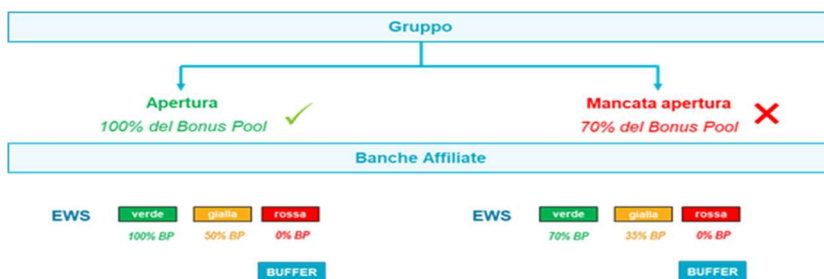 Gruppo
Apertura
100% del Bonus Pool
Mancata apertura
70% del Bonus Pool
Banche Affiliate
EWS verde gialla rossa
100% BP 50% BP 0% BP
BUFFER
EWS verde gialla rossa
70% BP 35% BP 0% BP
BUFFER